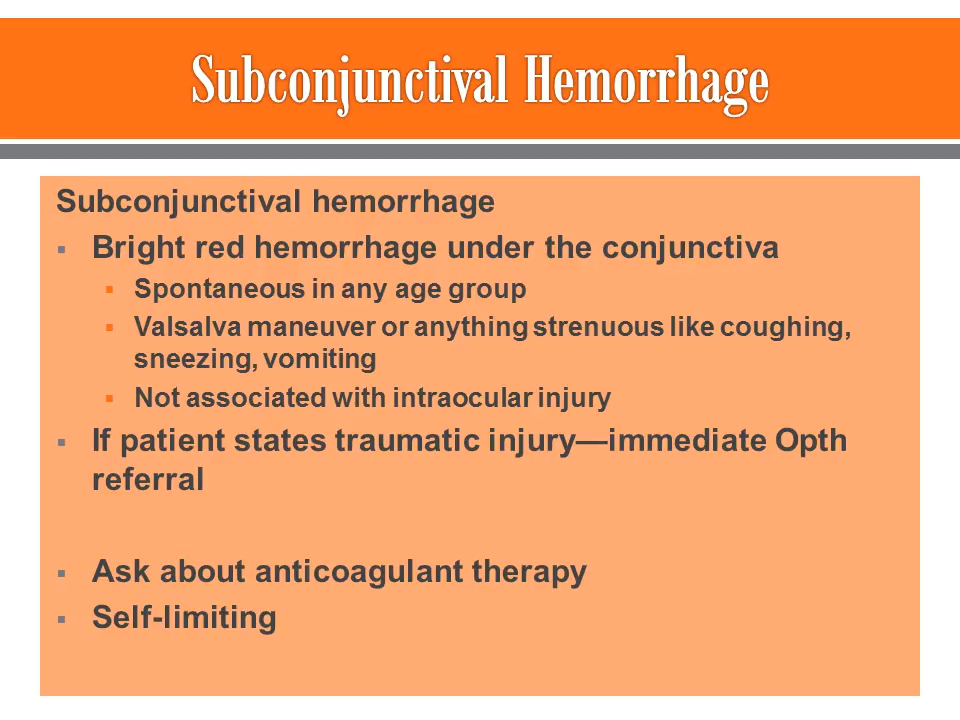 Subconjunctival Hemorrhage
Subconjunctival hemorrhage
▪ Bright red hemorrhage under the conjunctiva
▪ Spontaneous in any age group
▪ Valsalva maneuver or anything strenuous like coughing,
sneezing, vomiting
▪ Not associated with intraocular injury
▪ If patient states traumatic injury—immediate Opth
referral
▪ Ask about anticoagulant therapy
▪ Self-limiting